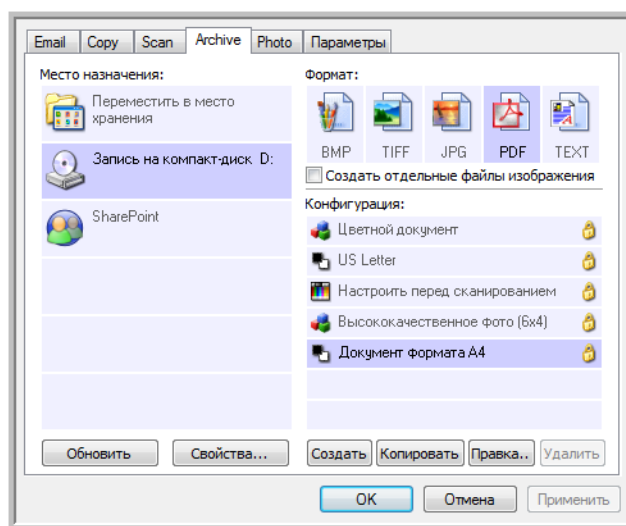 Email Copy Scan Archive Photo Параметры
Место назначения:
Переместить в место
хранения
Запись на компакт-диск D:
SharePoint
Формат:
BMP TIFF JPG PDF TEXT
Создать отдельные файлы изображения
Конфигурация:
Цветной документ
US Letter
Настроить перед сканированием
Высококачественное фото (6x4)
Документ формата A4
Обновить Свойства... Создать Копировать Правка.. Удалить
OK Отмена Применить